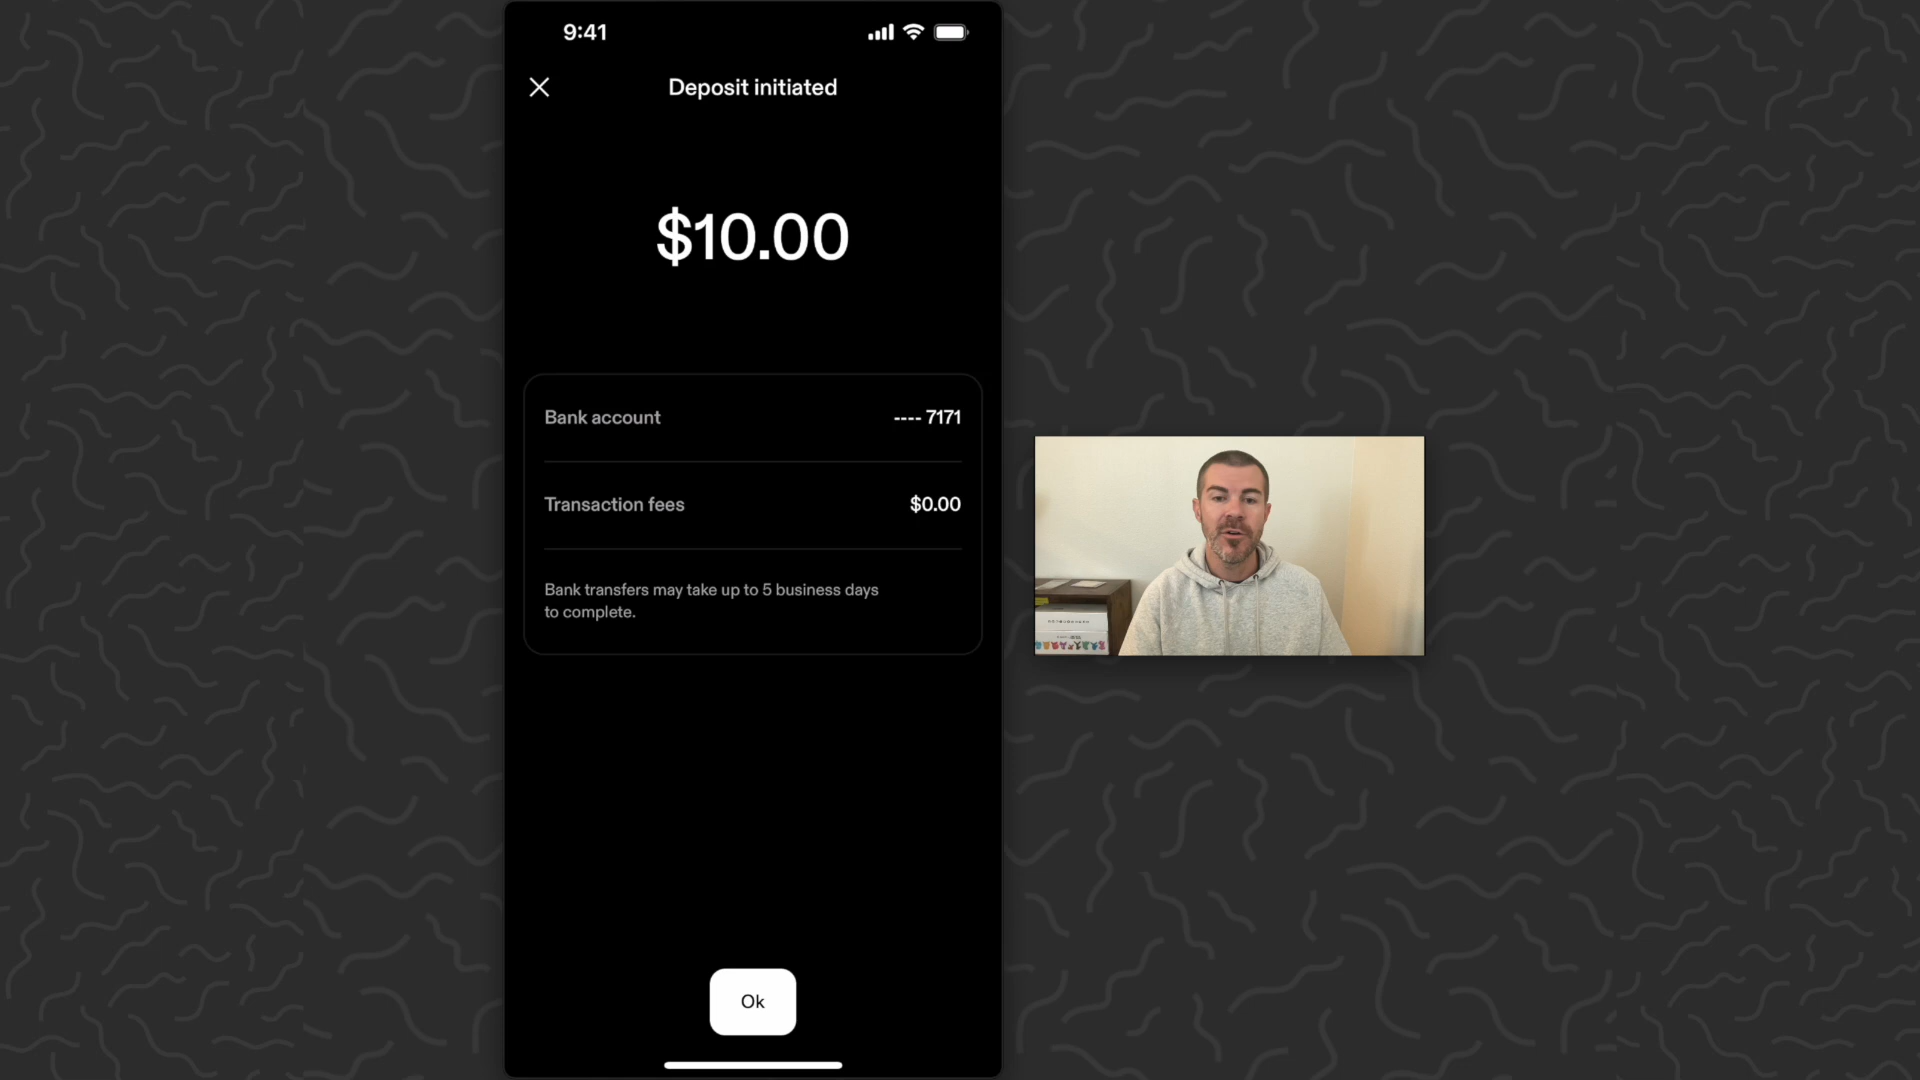 9:41
Deposit initiated
$10.00
Bank account ---- 7171
Transaction fees $0.00
Bank transfers may take up to 5 business days
to complete.
Ok